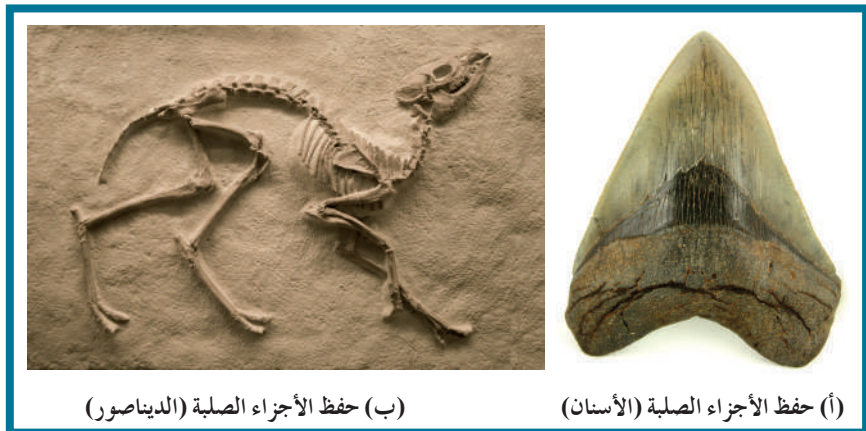 (أ) حفظ الأجزاء الصلبة (الأسنان)
(ب) حفظ الأجزاء الصلبة (الديناصور)